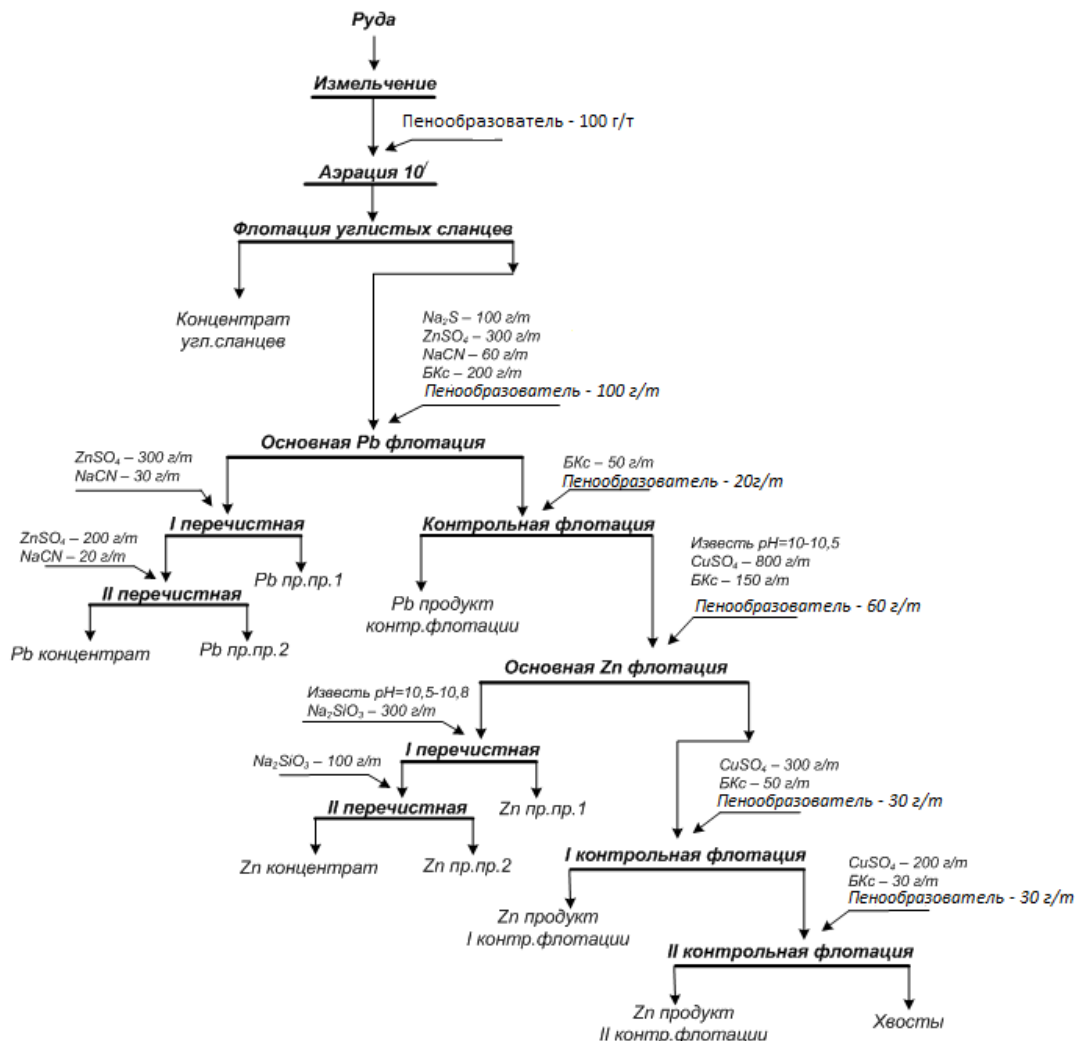 Руда
Измельчение
Пенообразователь - 100 г/т
Аэрация 10/
Флотация углистых сланцев
Концентрат
угл.сланцев
Na₂S – 100 г/т
ZnSO₄ – 300 г/т
NaCN – 60 г/т
БКс – 200 г/т
Пенообразователь - 100 г/т
Основная Pb флотация
ZnSO₄ – 300 г/т
NaCN – 30 г/т
БКс – 50 г/т
Пенообразователь - 20г/т
I перечистная
Контрольная флотация
ZnSO₄ – 200 г/т
NaCN – 20 г/т
Pb пр.пр.1
II перечистная
Pb концентрат
Pb пр.пр.2
Pb продукт
контр.флотации
Известь pH=10-10,5
CuSO₄ – 800 г/т
БКс – 150 г/т
Пенообразователь - 60 г/т
Основная Zn флотация
Известь pH=10,5-10,8
Na₂SiO₃ – 300 г/т
I перечистная
Na₂SiO₃ – 100 г/т
Zn пр.пр.1
II перечистная
Zn концентрат
Zn пр.пр.2
CuSO₄ – 300 г/т
БКс – 50 г/т
Пенообразователь - 30 г/т
I контрольная флотация
Zn продукт
I контр.флотации
CuSO₄ – 200 г/т
БКс – 30 г/т
Пенообразователь - 30 г/т
II контрольная флотация
Zn продукт
II контр.флотации
Хвосты